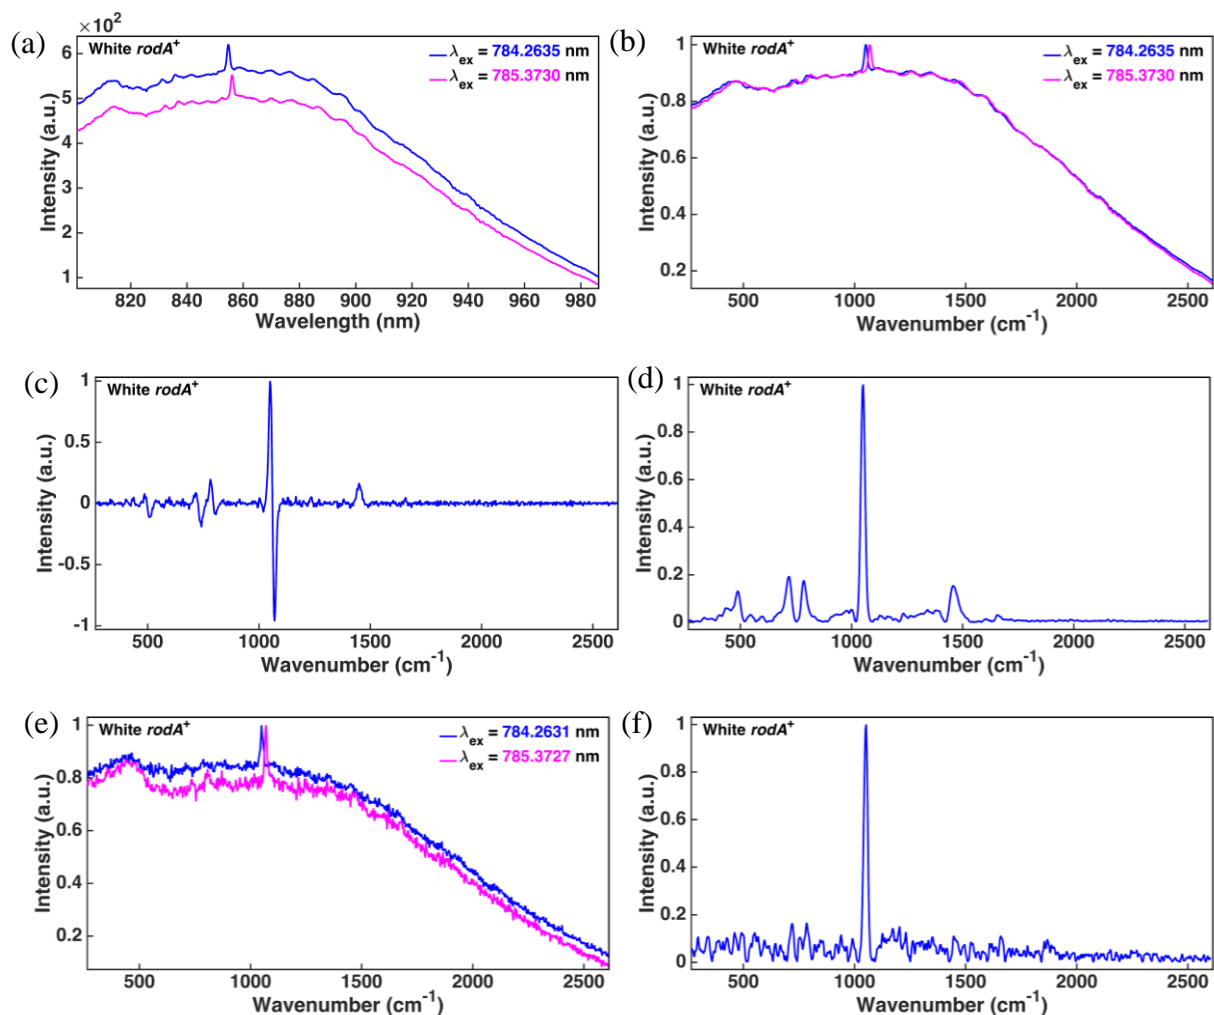 (a)
×10²
White rodA⁺
λex = 784.2635 nm
λex = 785.3730 nm
6
5
4
3
2
1
Intensity (a.u.)
820 840 860 880 900 920 940 960 980
Wavelength (nm)
(b)
White rodA⁺
λex = 784.2635 nm
λex = 785.3730 nm
1
0.8
0.6
0.4
0.2
Intensity (a.u.)
500 1000 1500 2000 2500
Wavenumber (cm⁻¹)
(c)
White rodA⁺
1
0.5
0
-0.5
-1
Intensity (a.u.)
500 1000 1500 2000 2500
Wavenumber (cm⁻¹)
(d)
White rodA⁺
1
0.8
0.6
0.4
0.2
0
Intensity (a.u.)
500 1000 1500 2000 2500
Wavenumber (cm⁻¹)
(e)
White rodA⁺
λex = 784.2631 nm
λex = 785.3727 nm
1
0.8
0.6
0.4
0.2
Intensity (a.u.)
500 1000 1500 2000 2500
Wavenumber (cm⁻¹)
(f)
White rodA⁺
1
0.8
0.6
0.4
0.2
0
Intensity (a.u.)
500 1000 1500 2000 2500
Wavenumber (cm⁻¹)